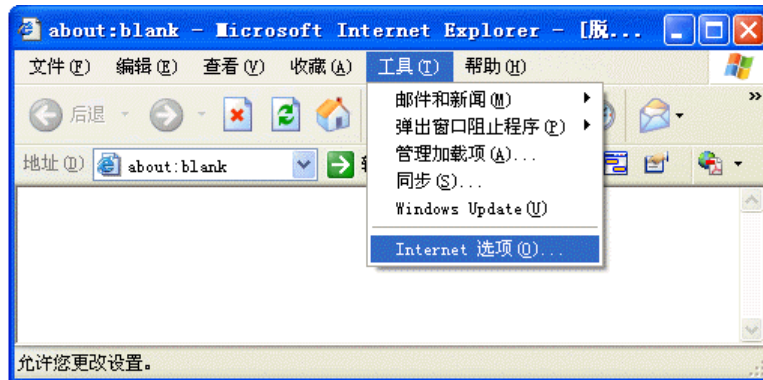 about:blank - Microsoft Internet Explorer - [脱...
文件(F) 编辑(E) 查看(V) 收藏(A) 工具(T) 帮助(H)
后退
邮件和新闻(M)
弹出窗口阻止程序(P)
管理加载项(A)...
同步(S)...
Windows Update(U)
Internet 选项(O)...
地址(D) about:blank
允许您更改设置。